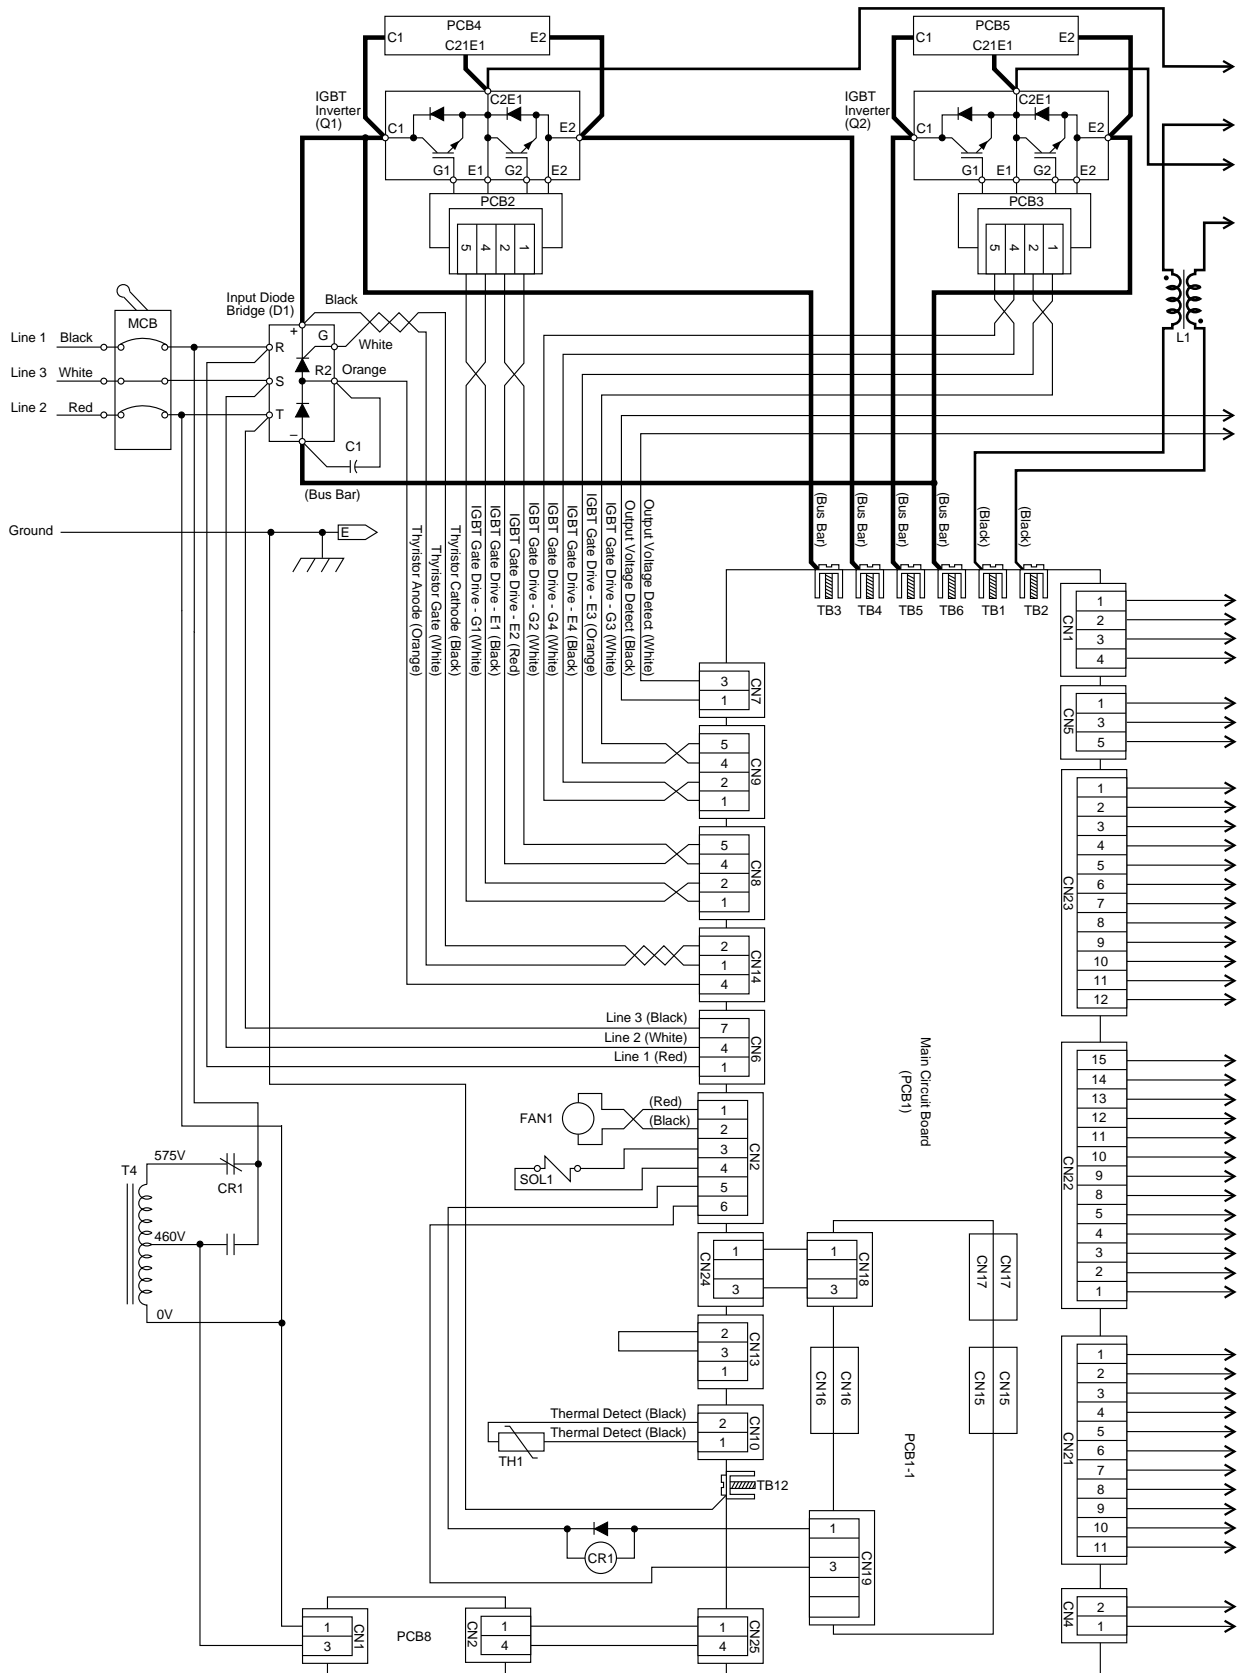 PCB4
C1
C21E1
E2
PCB5
C1
C21E1
E2
IGBT
Inverter
(Q1)
C2E1
C1
E2
G1
E1
G2
E2
IGBT
Inverter
(Q2)
C2E1
C1
E2
G1
E1
G2
E2
PCB2
5
4
2
1
PCB3
5
4
2
1
L1
Input Diode
Bridge (D1)
Black
White
Orange
+
G
R
R2
S
T
–
C1
(Bus Bar)
MCB
Line 1 Black
Line 3 White
Line 2 Red
Ground
E
Thyristor Anode (Orange)
Thyristor Gate (White)
Thyristor Cathode (Black)
IGBT Gate Drive - G1(White)
IGBT Gate Drive - E1 (Black)
IGBT Gate Drive - E2 (Red)
IGBT Gate Drive - G2 (White)
IGBT Gate Drive - G4 (White)
IGBT Gate Drive - E4 (Black)
IGBT Gate Drive - E3 (Orange)
IGBT Gate Drive - G3 (White)
Output Voltage Detect (Black)
Output Voltage Detect (White)
(Bus Bar)
(Bus Bar)
(Bus Bar)
(Bus Bar)
(Black)
(Black)
TB3
TB4
TB5
TB6
TB1
TB2
CN7
3
1
CN9
5
4
2
1
CN8
5
4
2
1
CN14
2
1
4
Line 3 (Black)
Line 2 (White)
Line 1 (Red)
CN6
7
4
1
FAN1
(Red)
(Black)
SOL1
CN2
1
2
3
4
5
6
T4
575V
CR1
460V
0V
CN24
1
3
CN18
1
3
CN13
2
3
1
Thermal Detect (Black)
Thermal Detect (Black)
TH1
CN10
2
1
TB12
CR1
CN19
1
3
CN17
CN17
CN16
CN16
CN15
CN15
PCB1-1
Main Circuit Board
(PCB1)
CN1
1
3
PCB8
CN2
1
4
CN25
1
4
CN1
1
2
3
4
CN5
1
3
5
CN23
1
2
3
4
5
6
7
8
9
10
11
12
CN22
15
14
13
12
11
10
9
8
5
4
3
2
1
CN21
1
2
3
4
5
6
7
8
9
10
11
CN4
2
1